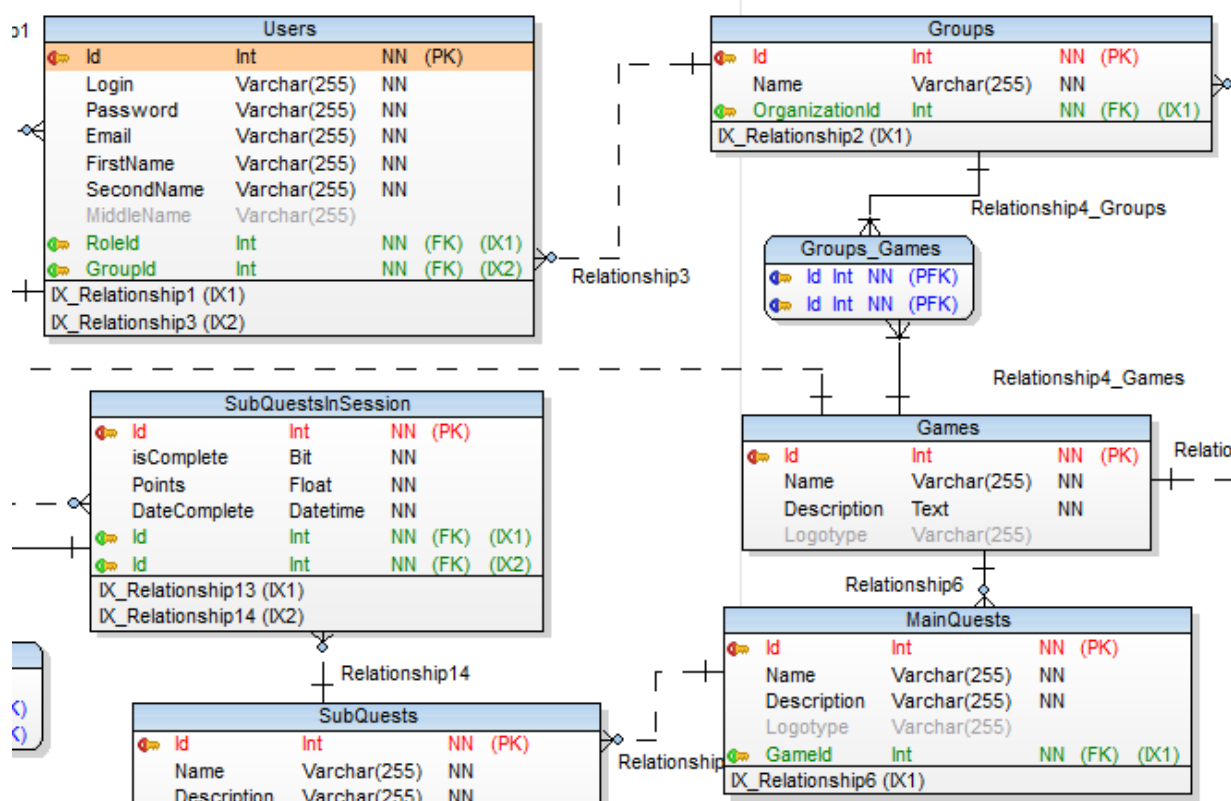 Users
Id Int NN (PK)
Login Varchar(255) NN
Password Varchar(255) NN
Email Varchar(255) NN
FirstName Varchar(255) NN
SecondName Varchar(255) NN
MiddleName Varchar(255)
RoleId Int NN (FK) (IX1)
GroupId Int NN (FK) (IX2)
IX_Relationship1 (IX1)
IX_Relationship3 (IX2)
Relationship3
Groups
Id Int NN (PK)
Name Varchar(255) NN
OrganizationId Int NN (FK) (IX1)
IX_Relationship2 (IX1)
Relationship4_Groups
Groups_Games
Id Int NN (PFK)
Id Int NN (PFK)
Relationship4_Games
SubQuestsInSession
Id Int NN (PK)
isComplete Bit NN
Points Float NN
DateComplete Datetime NN
Id Int NN (FK) (IX1)
Id Int NN (FK) (IX2)
IX_Relationship13 (IX1)
IX_Relationship14 (IX2)
Relationship14
Games
Id Int NN (PK)
Name Varchar(255) NN
Description Text NN
Logotype Varchar(255)
Relatio
Relationship6
MainQuests
Id Int NN (PK)
Name Varchar(255) NN
Description Varchar(255) NN
Logotype Varchar(255)
GameId Int NN (FK) (IX1)
IX_Relationship6 (IX1)
Relationship
SubQuests
Id Int NN (PK)
Name Varchar(255) NN
Description Varchar(255) NN